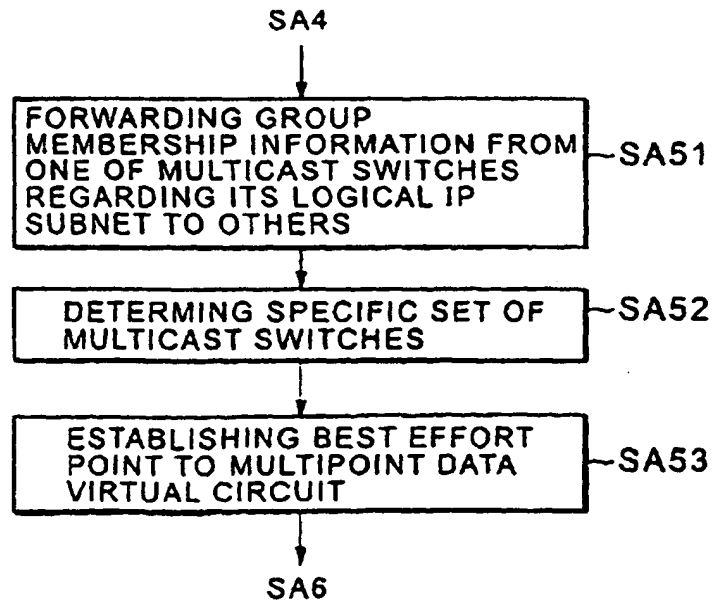 SA4
FORWARDING GROUP
MEMBERSHIP INFORMATION FROM
ONE OF MULTICAST SWITCHES
REGARDING ITS LOGICAL IP
SUBNET TO OTHERS
SA51
DETERMING SPECIFIC SET OF
MULTICAST SWITCHES
SA52
ESTABLISHING BEST EFFORT
POINT TO MULTIPOINT DATA
VIRTUAL CIRCUIT
SA53
SA6